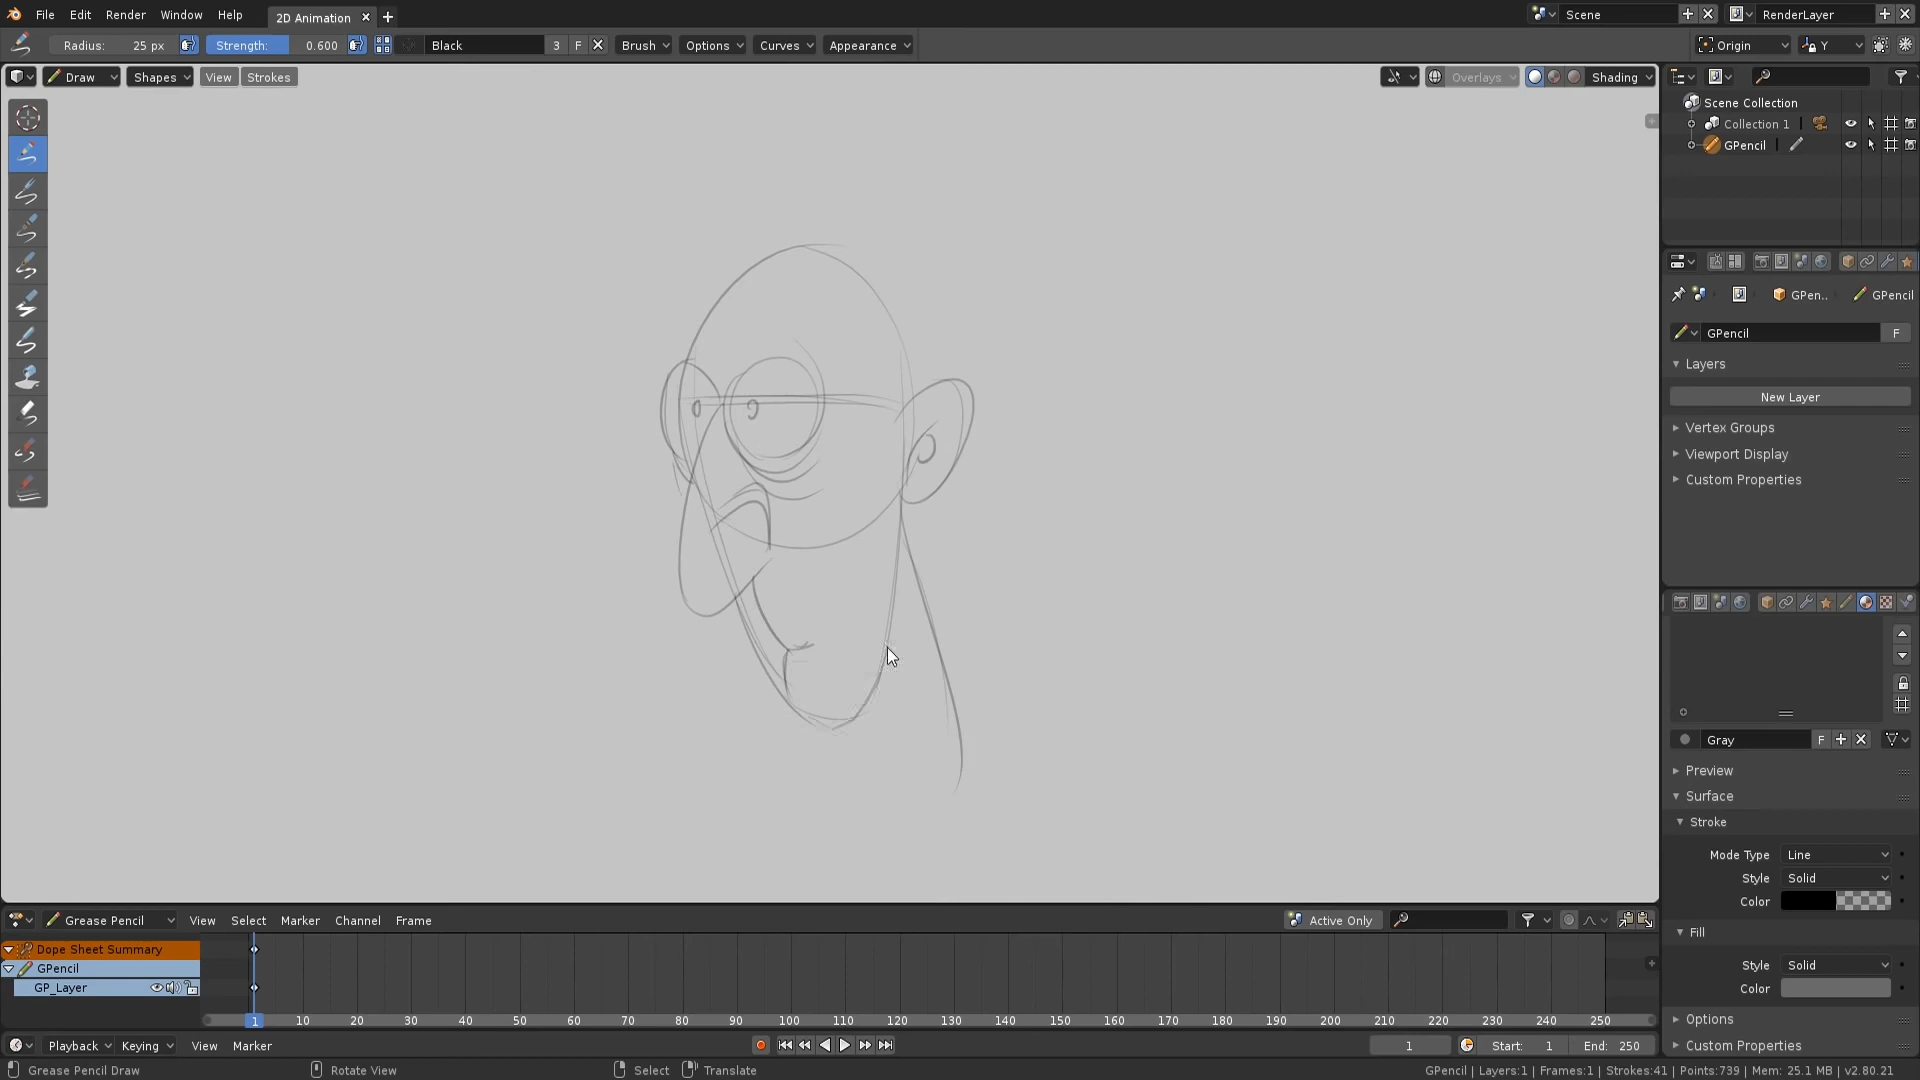 File Edit Render Window Help 2D Animation Scene RenderLayer
Radius: 25 px Strength: 0.600 Black 3 F Brush Options Curves Appearance Origin Y
Draw Shapes View Strokes Overlays Shading
Scene Collection
Collection 1
GPencil
GPen.. GPencil
GPencil F
Layers
New Layer
Vertex Groups
Viewport Display
Custom Properties
Gray F
Preview
Surface
Stroke
Mode Type Line
Style Solid
Color
Fill
Style Solid
Color
Options
Custom Properties
Grease Pencil View Select Marker Channel Frame Active Only
Dope Sheet Summary
GPencil
GP_Layer
1 10 20 30 40 50 60 70 80 90 100 110 120 130 140 150 160 170 180 190 200 210 220 230 240 250
Playback Keying View Marker 1 Start: 1 End: 250
Grease Pencil Draw Rotate View Select Translate GPencil | Layers:1 | Frames:1 | Strokes:41 | Points:739 | Mem: 25.1 MB | v2.80.21